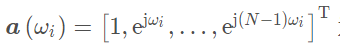 a (ωᵢ) = [1, e^{jωᵢ}, …, e^{j(N−1)ωᵢ}]^T